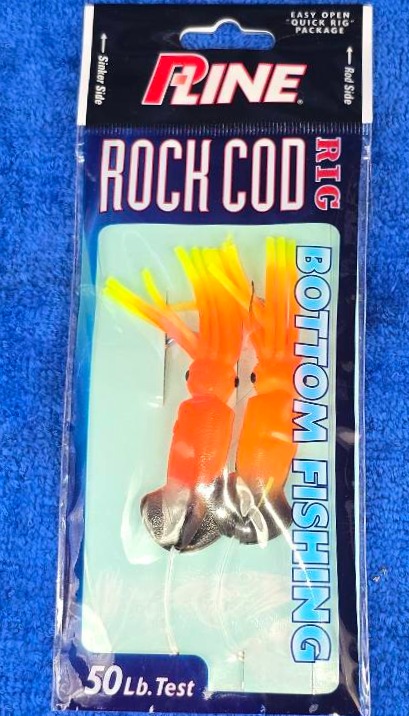 EASY OPEN
"QUICK RIG"
PACKAGE
← Sinker Side
P-LINE®
← Rod Side
ROCK COD RIG
BOTTOM FISHING
50 Lb. Test